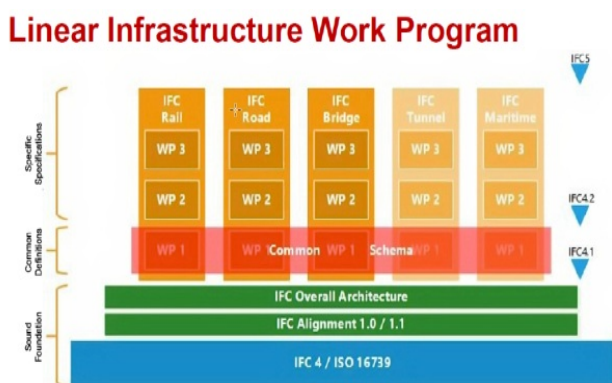 Linear Infrastructure Work Program
IFC5
IFC
Rail
IFC
Road
IFC
Bridge
IFC
Tunnel
IFC
Maritime
Specific
Specifications
WP 3
WP 3
WP 3
WP 3
WP 3
WP 2
WP 2
WP 2
WP 2
WP 2
IFC4.2
Common
Definitions
WP 1
WP 1
Common
WP 1
Schema
WP 1
WP 1
IFC4.1
Sound
Foundation
IFC Overall Architecture
IFC Alignment 1.0 / 1.1
IFC 4 / ISO 16739